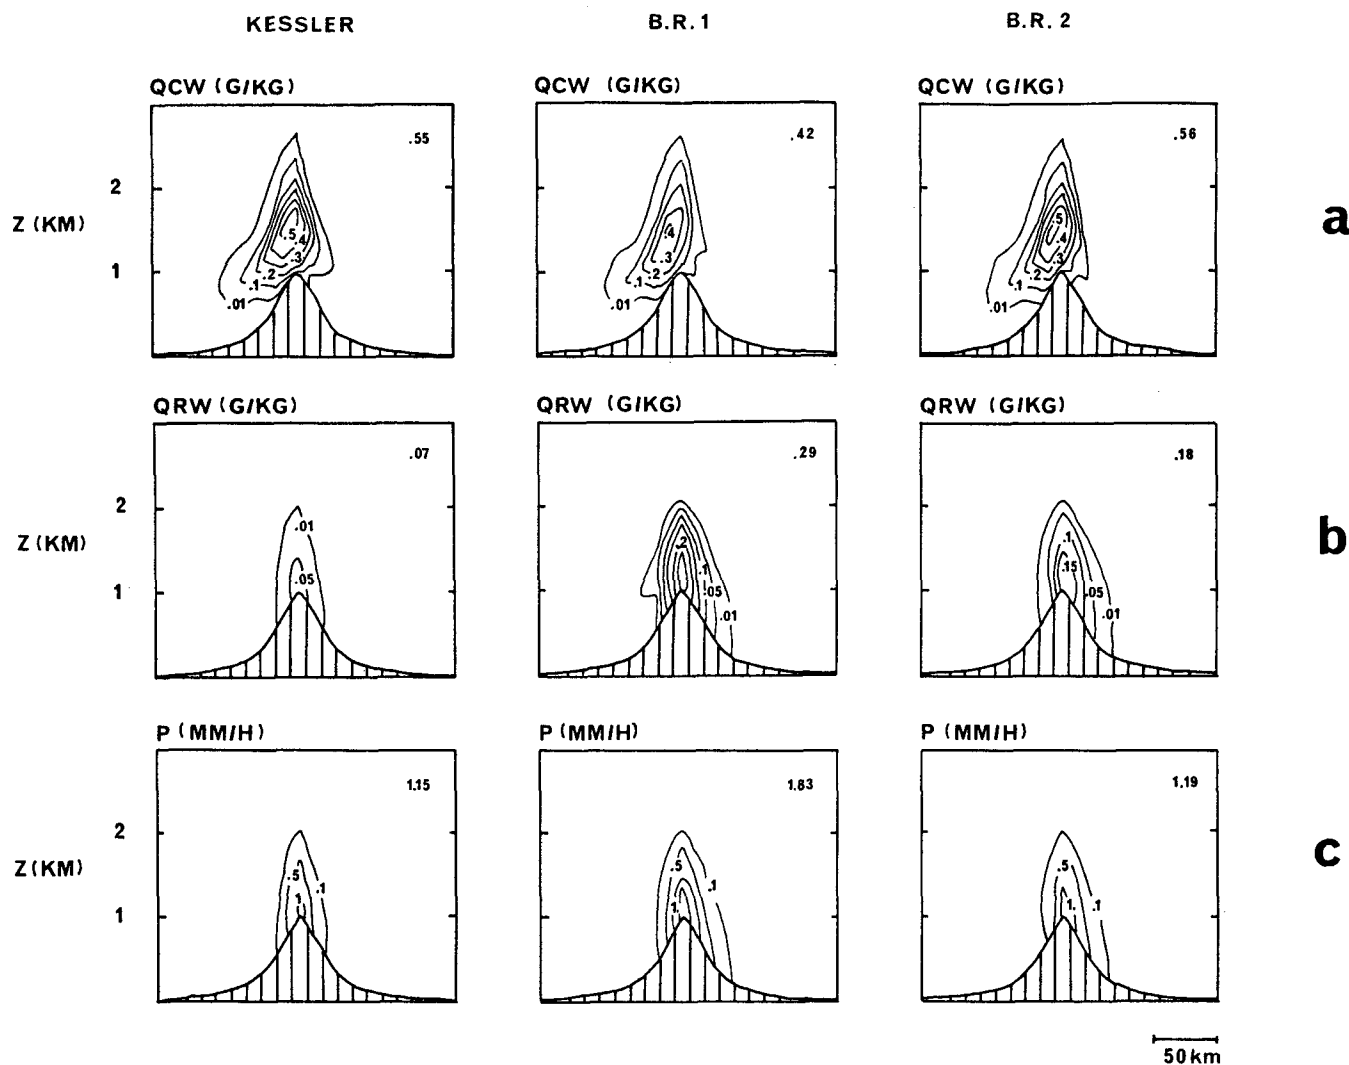 KESSLER B.R.1 B.R. 2
QCW (G/KG) QCW (G/KG) QCW (G/KG)
.55 .42 .56
2
Z (KM)
1
.5 .4 .3 .2 .1 .01
.4 .3 .2 .1 .01
.5 .4 .3 .2 .1 .01
a
QRW (G/KG) QRW (G/KG) QRW (G/KG)
.07 .29 .18
2
Z (KM)
1
.01 .05
.2 .1 .05 .01
.1 .15 .05 .01
b
P (MM/H) P (MM/H) P (MM/H)
1.15 1.83 1.19
2
Z (KM)
1
.5 .1 1.
.5 .1 1.
.5 1. .1
c
50 km